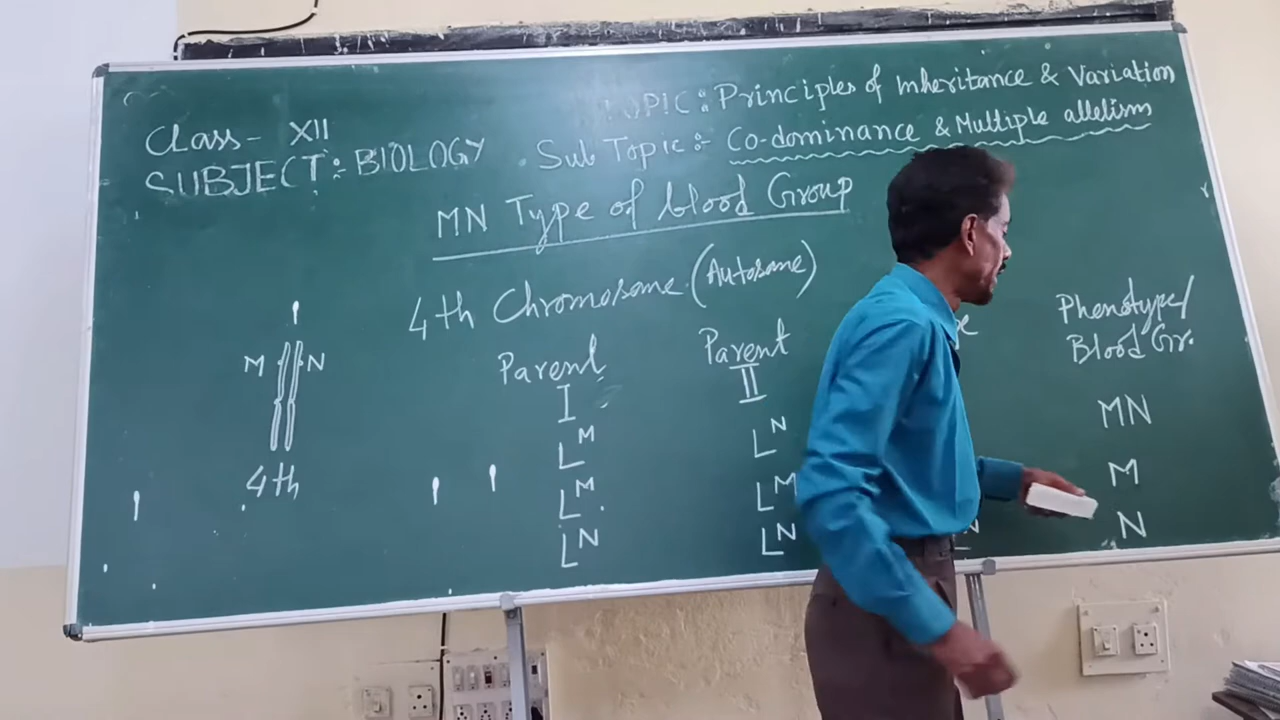 TOPIC: Principles of Inheritance & Variation
Class- XII
SUBJECT:- BIOLOGY
Sub Topic:- Co-dominance & Multiple allelism
MN Type of blood Group
4th Chromosome (Autosome)
M N
4th
Parent I Parent II Phenotype/ Blood Gr.
L^M L^N MN
L^M L^M M
L^N L^N N